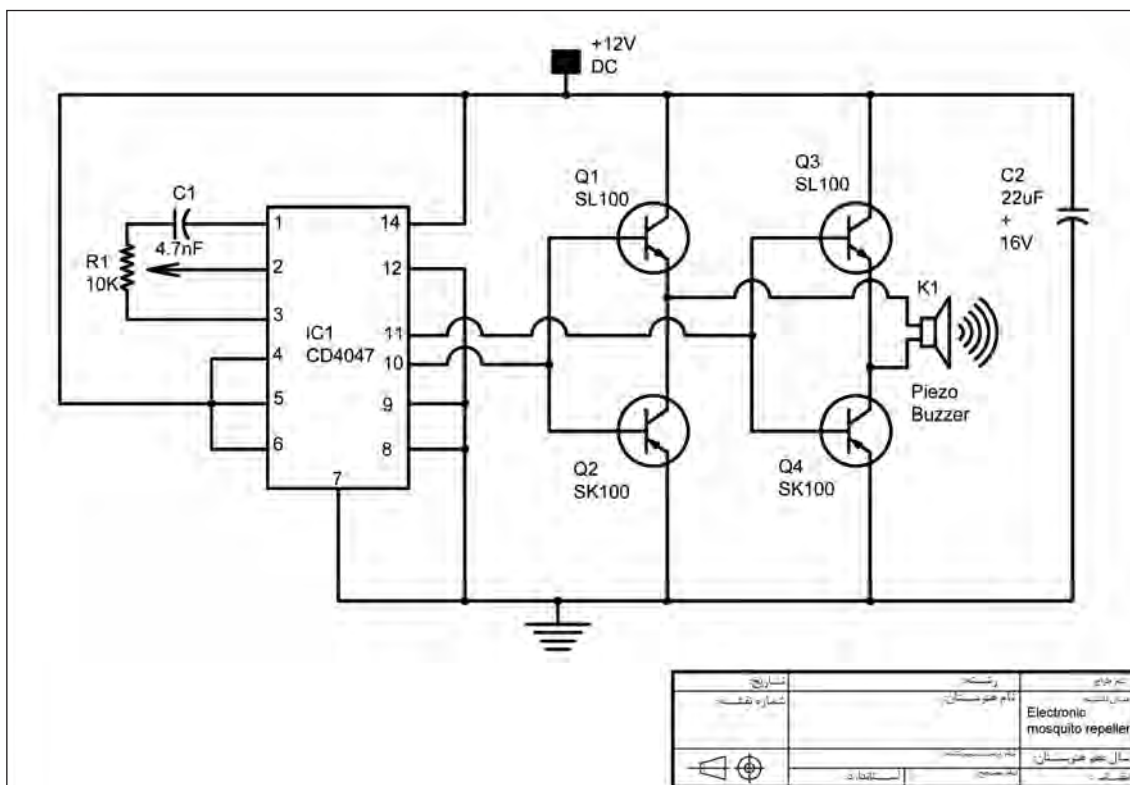 +12V
DC
Q1
SL100
Q3
SL100
C2
22uF
+
16V
C1
4.7nF
R1
10K
1
2
3
4
5
6
7
14
12
11
10
9
8
IC1
CD4047
K1
Piezo
Buzzer
Q2
SK100
Q4
SK100
تاریخ:
رشته:
شماره نقشه:
نام هنرستان:
Electronic
mosquito repeller
استاندارد: